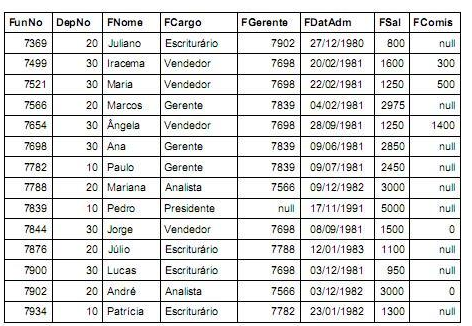 FunNo DepNo FNome FCargo FGerente FDatAdm FSal FComis
7369 20 Juliano Escriturário 7902 27/12/1980 800 null
7499 30 Iracema Vendedor 7698 20/02/1981 1600 300
7521 30 Maria Vendedor 7698 22/02/1981 1250 500
7566 20 Marcos Gerente 7839 04/02/1981 2975 null
7654 30 Ângela Vendedor 7698 28/09/1981 1250 1400
7698 30 Ana Gerente 7839 09/06/1981 2850 null
7782 10 Paulo Gerente 7839 09/07/1981 2450 null
7788 20 Mariana Analista 7566 09/12/1982 3000 null
7839 10 Pedro Presidente null 17/11/1991 5000 null
7844 30 Jorge Vendedor 7698 08/09/1981 1500 0
7876 20 Júlio Escriturário 7788 12/01/1983 1100 null
7900 30 Lucas Escriturário 7698 03/12/1981 950 null
7902 20 André Analista 7566 03/12/1982 3000 0
7934 10 Patrícia Escriturário 7782 23/01/1982 1300 null